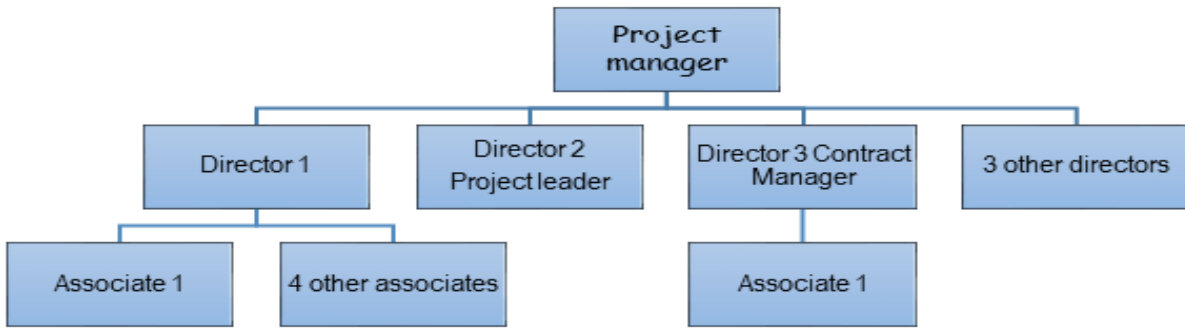 Project
manager
Director 1
Director 2
Project leader
Director 3 Contract
Manager
3 other directors
Associate 1
4 other associates
Associate 1